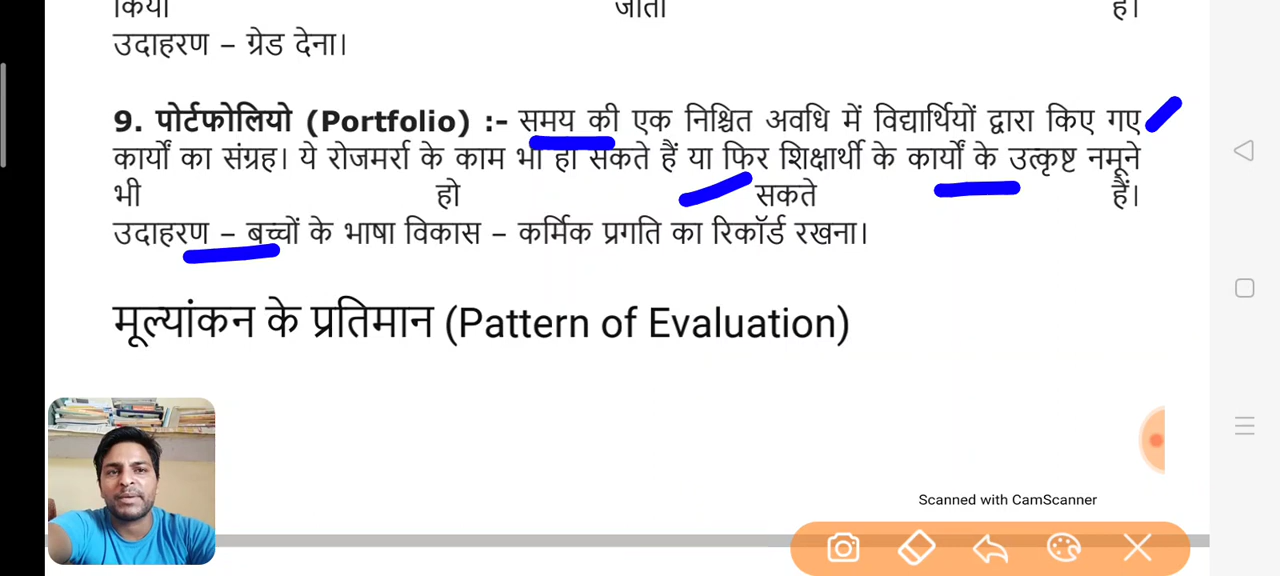 किया जाता है।
उदाहरण – ग्रेड देना।
9. पोर्टफोलियो (Portfolio) :- समय की एक निश्चित अवधि में विद्यार्थियों द्वारा किए गए
कार्यों का संग्रह। ये रोजमर्रा के काम भी हो सकते हैं या फिर शिक्षार्थी के कार्यों के उत्कृष्ट नमूने
भी हो सकते हैं।
उदाहरण – बच्चों के भाषा विकास – कर्मिक प्रगति का रिकॉर्ड रखना।
मूल्यांकन के प्रतिमान (Pattern of Evaluation)
Scanned with CamScanner